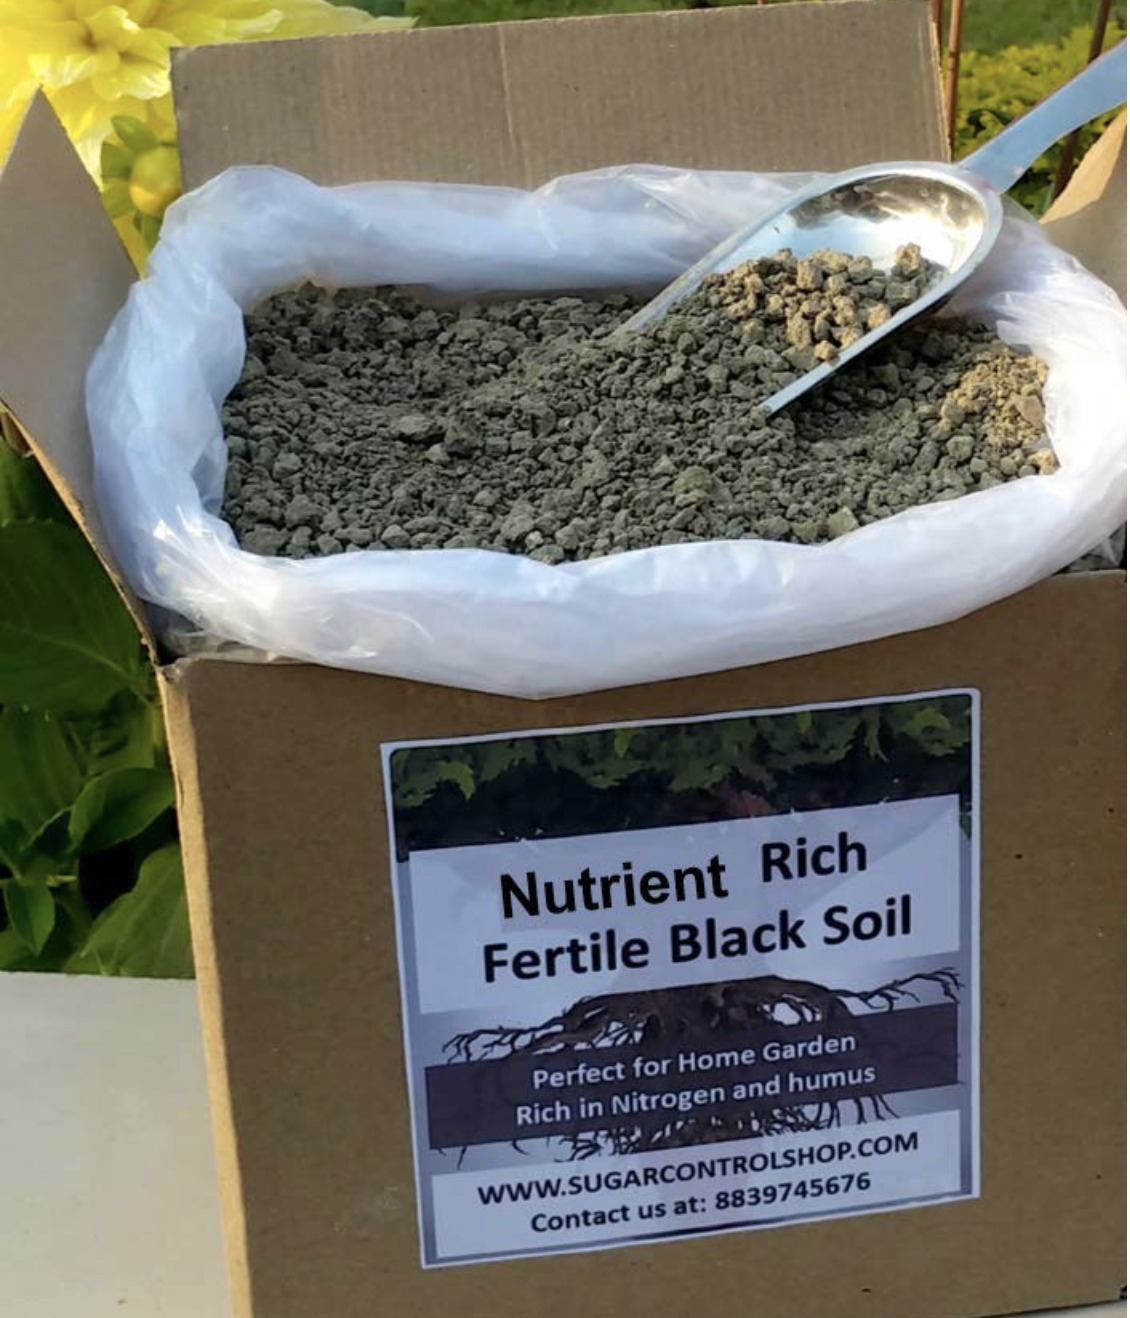 Nutrient Rich
Fertile Black Soil
Perfect for Home Garden
Rich in Nitrogen and humus
WWW.SUGARCONTROLSHOP.COM
Contact us at: 8839745676